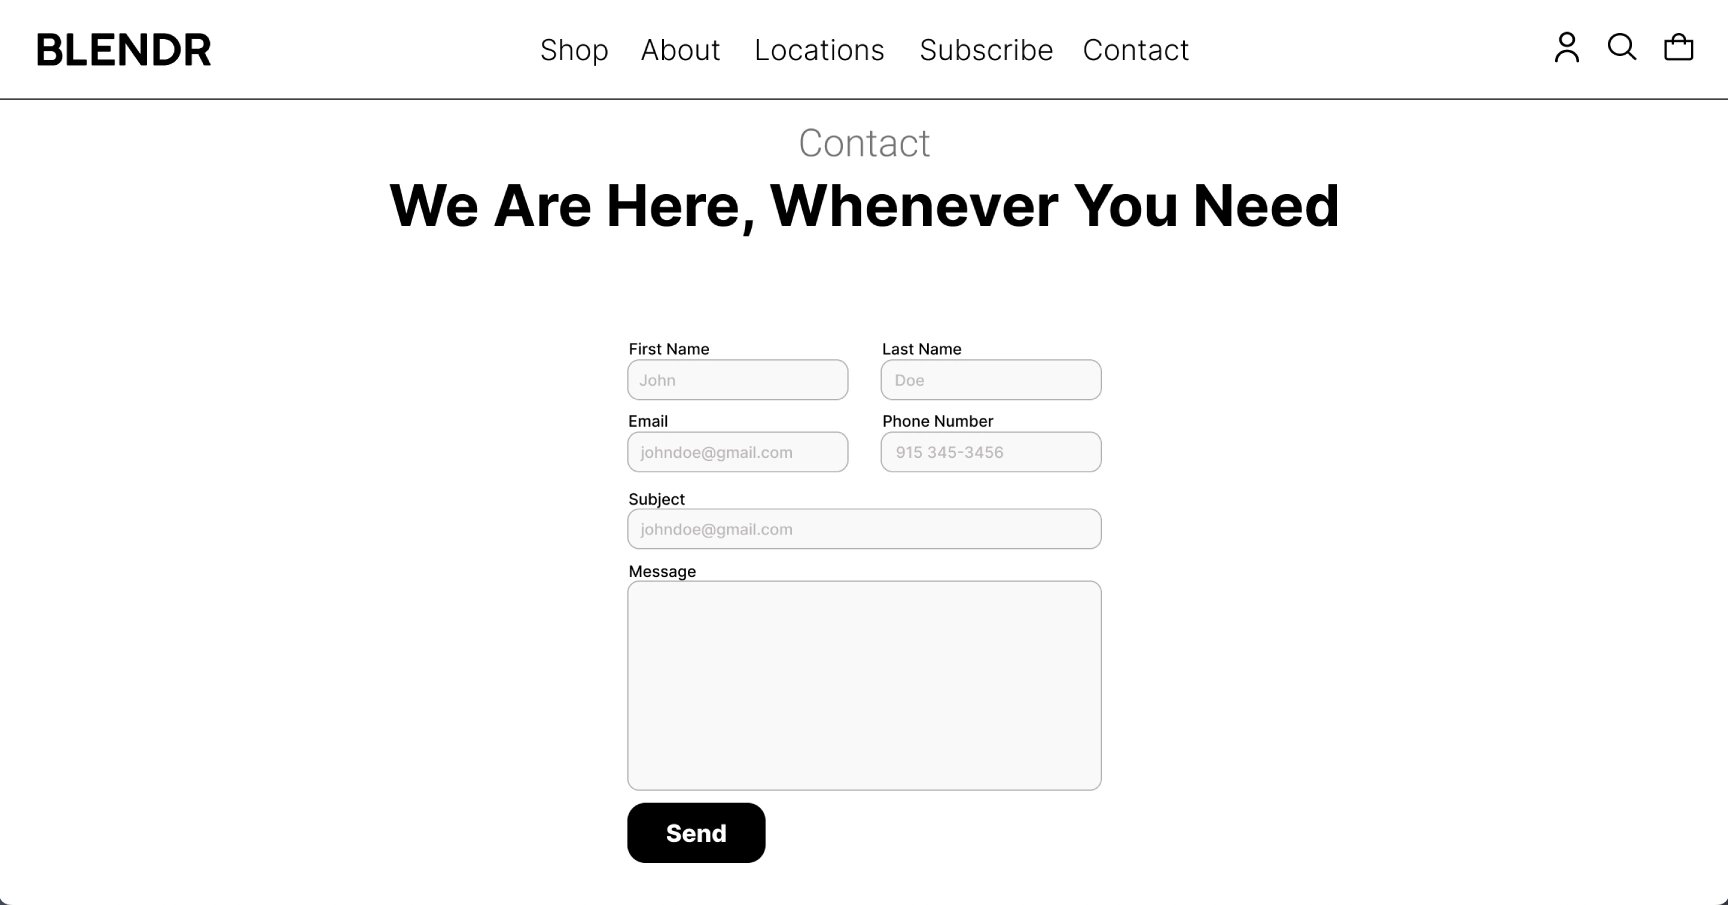 BLENDR Shop About Locations Subscribe Contact
Contact
We Are Here, Whenever You Need
First Name Last Name
John Doe
Email Phone Number
johndoe@gmail.com 915 345-3456
Subject
johndoe@gmail.com
Message
Send